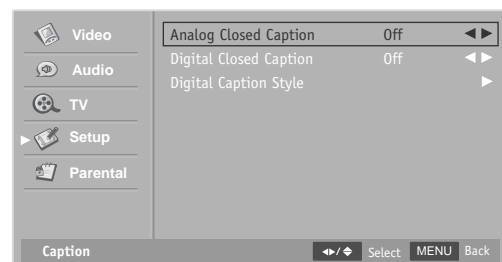 Video
Audio
TV
Setup
Parental
Analog Closed Caption Off
Digital Closed Caption Off
Digital Caption Style
Caption Select MENU Back